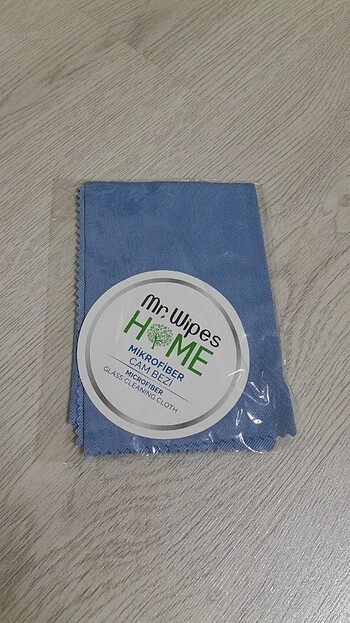 Mr. Wipes
HOME
MİKROFİBER
CAM BEZİ
MICROFIBER
GLASS CLEANING CLOTH